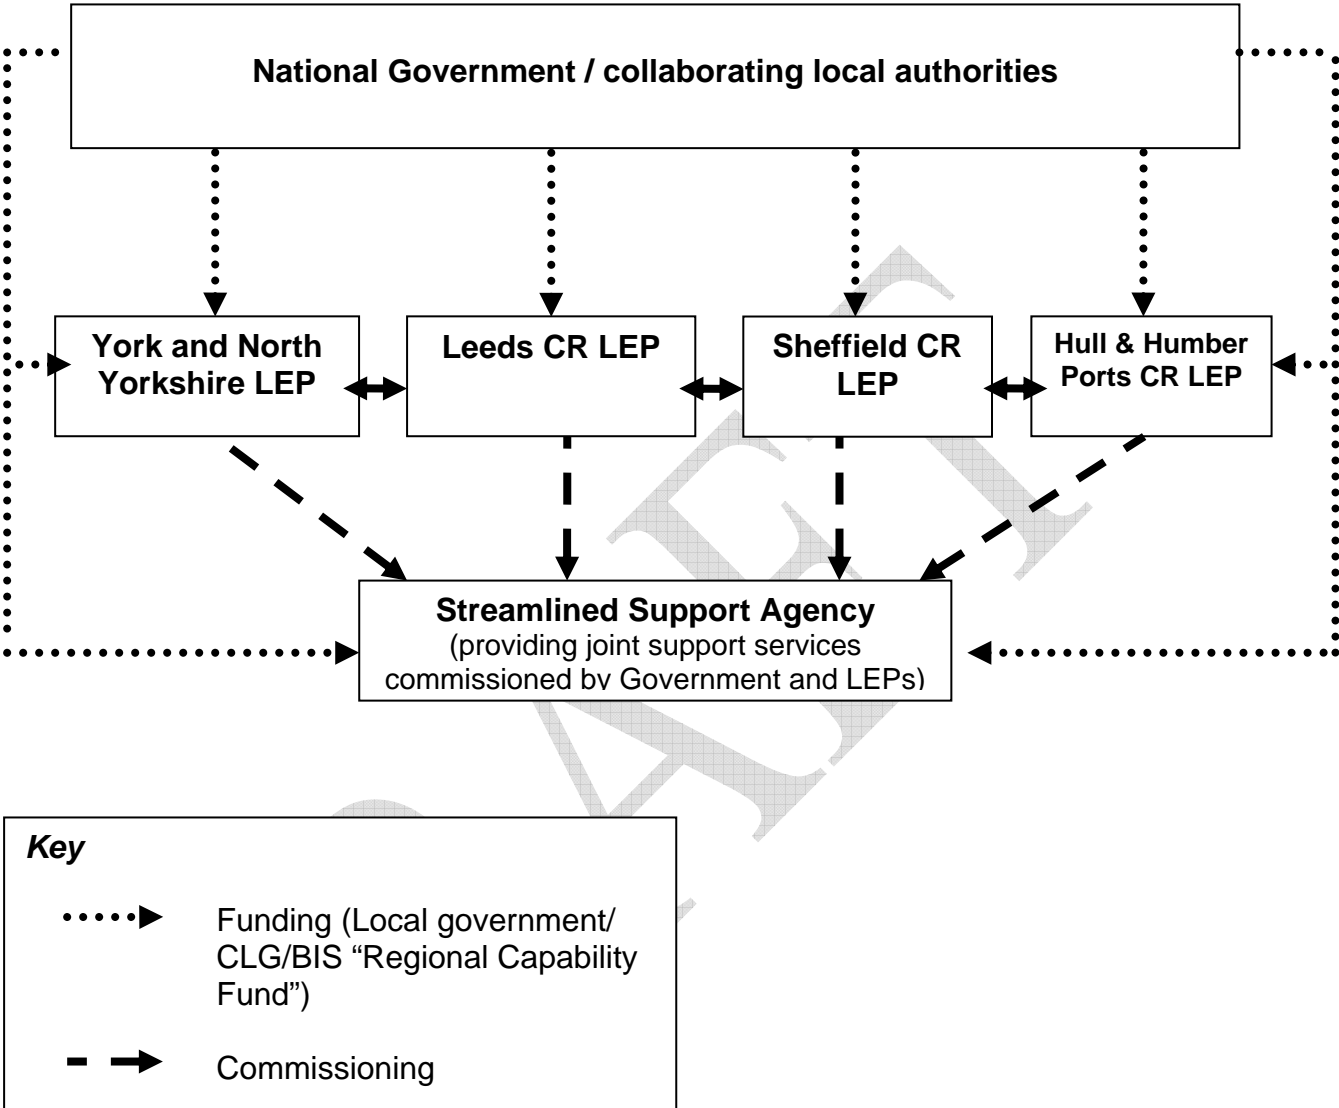 National Government / collaborating local authorities
York and North
Yorkshire LEP
Leeds CR LEP
Sheffield CR
LEP
Hull & Humber
Ports CR LEP
Streamlined Support Agency
(providing joint support services
commissioned by Government and LEPs)
Key
Funding (Local government/
CLG/BIS “Regional Capability
Fund”)
Commissioning